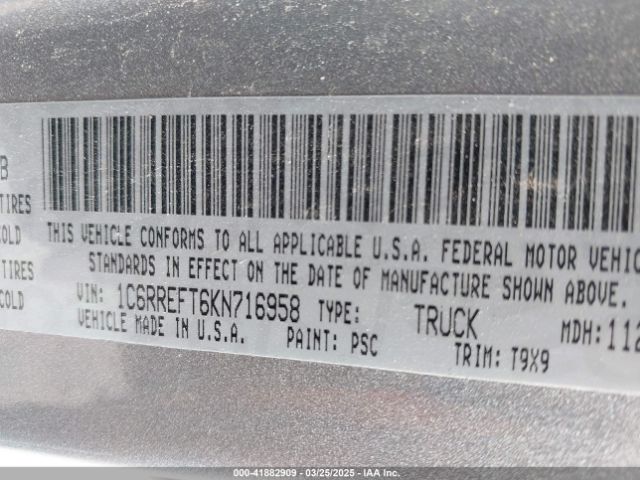 B
TIRES
COLD
TIRES
COLD
THIS VEHICLE CONFORMS TO ALL APPLICABLE U.S.A. FEDERAL MOTOR VEHIC
STANDARDS IN EFFECT ON THE DATE OF MANUFACTURE SHOWN ABOVE.
VIN: 1C6RREFT6KN716958 TYPE: TRUCK MDH:112
VEHICLE MADE IN U.S.A. PAINT: PSC TRIM: T9X9
000-41882909 — 03/25/2025 — IAA Inc.